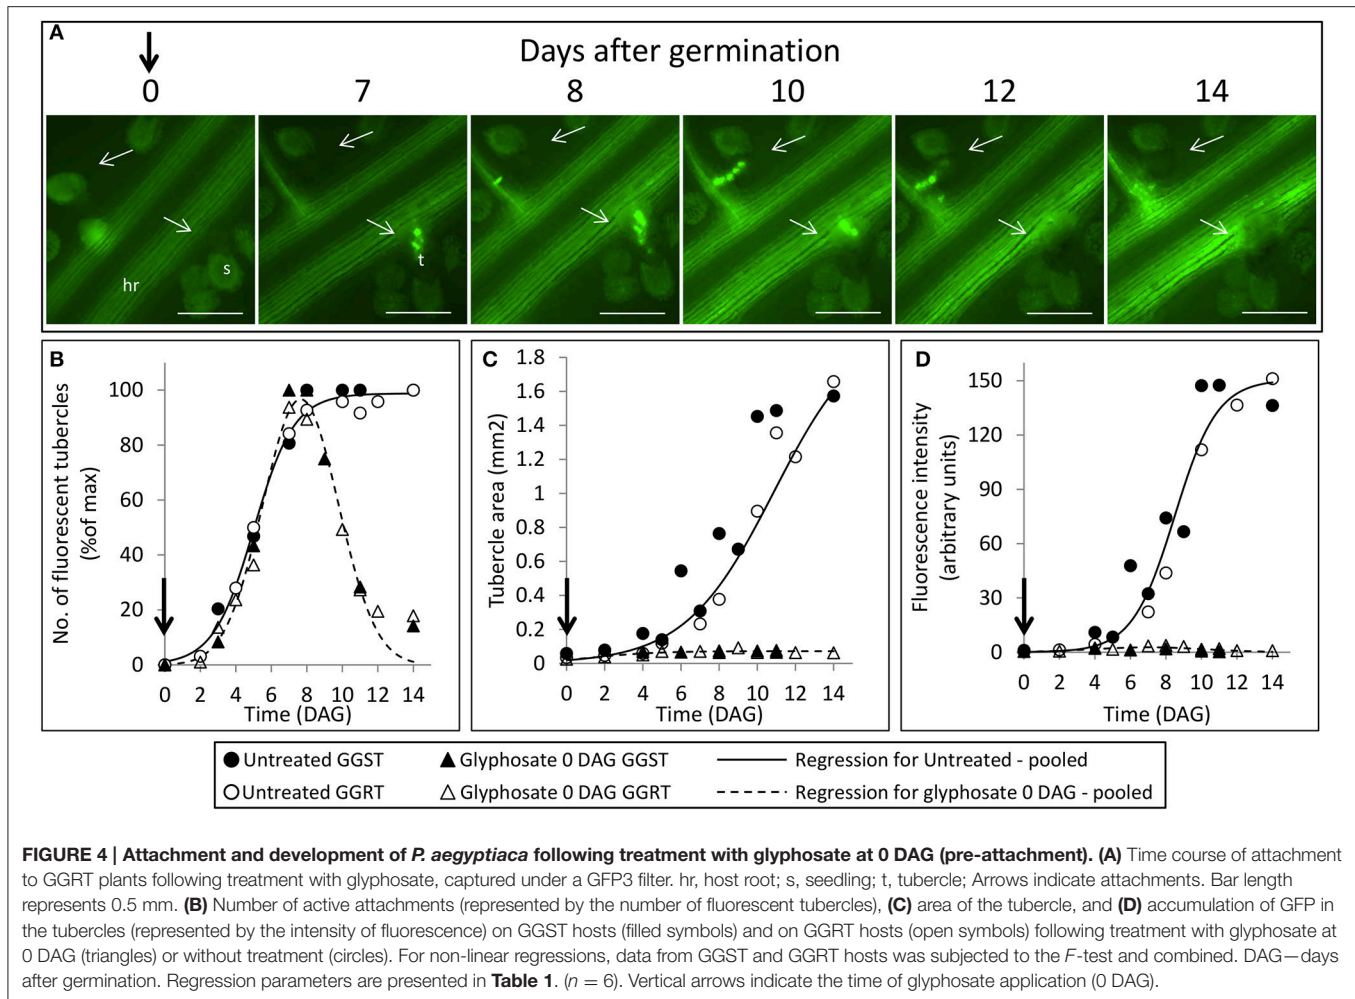 A
Days after germination
0 7 8 10 12 14
hr
s
t
B
No. of fluorescent tubercles
(%of max)
100
80
60
40
20
0
0 2 4 6 8 10 12 14
Time (DAG)
C
Tubercle area (mm2)
1.8
1.6
1.4
1.2
1
0.8
0.6
0.4
0.2
0
0 2 4 6 8 10 12 14
Time (DAG)
D
Fluorescence intensity
(arbitrary units)
150
120
90
60
30
0
0 2 4 6 8 10 12 14
Time (DAG)
Untreated GGST Glyphosate 0 DAG GGST Regression for Untreated - pooled
Untreated GGRT Glyphosate 0 DAG GGRT Regression for glyphosate 0 DAG - pooled
FIGURE 4 | Attachment and development of P. aegyptiaca following treatment with glyphosate at 0 DAG (pre-attachment). (A) Time course of attachment
to GGRT plants following treatment with glyphosate, captured under a GFP3 filter. hr, host root; s, seedling; t, tubercle; Arrows indicate attachments. Bar length
represents 0.5 mm. (B) Number of active attachments (represented by the number of fluorescent tubercles), (C) area of the tubercle, and (D) accumulation of GFP in
the tubercles (represented by the intensity of fluorescence) on GGST hosts (filled symbols) and on GGRT hosts (open symbols) following treatment with glyphosate at
0 DAG (triangles) or without treatment (circles). For non-linear regressions, data from GGST and GGRT hosts was subjected to the F-test and combined. DAG—days
after germination. Regression parameters are presented in Table 1. (n = 6). Vertical arrows indicate the time of glyphosate application (0 DAG).